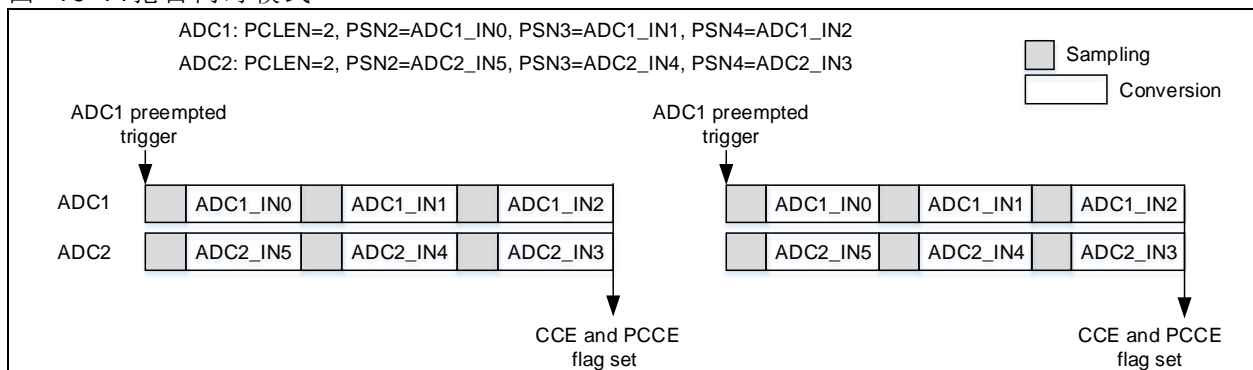 ADC1: PCLEN=2, PSN2=ADC1_IN0, PSN3=ADC1_IN1, PSN4=ADC1_IN2
ADC2: PCLEN=2, PSN2=ADC2_IN5, PSN3=ADC2_IN4, PSN4=ADC2_IN3
Sampling
Conversion
ADC1 preempted
trigger
ADC1 preempted
trigger
ADC1 ADC1_IN0 ADC1_IN1 ADC1_IN2 ADC1_IN0 ADC1_IN1 ADC1_IN2
ADC2 ADC2_IN5 ADC2_IN4 ADC2_IN3 ADC2_IN5 ADC2_IN4 ADC2_IN3
CCE and PCCE
flag set
CCE and PCCE
flag set